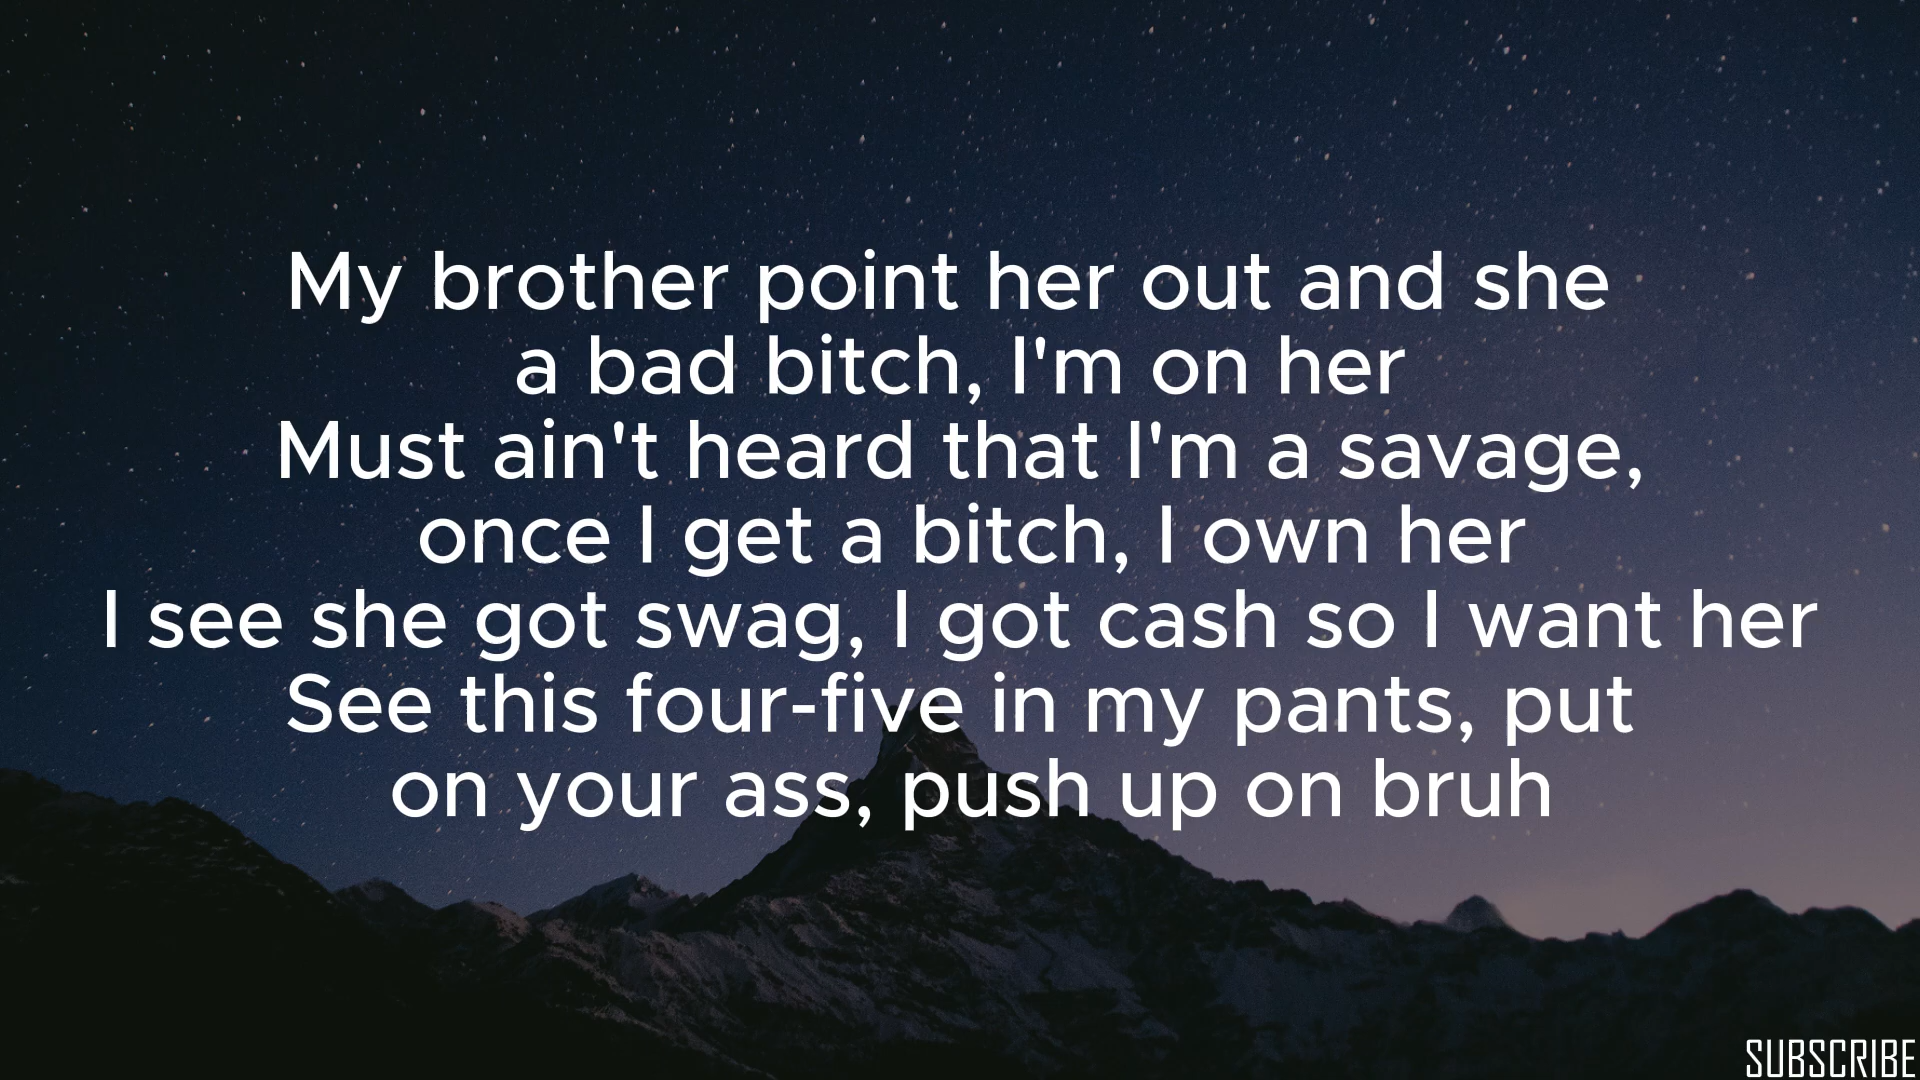 My brother point her out and she
a bad bitch, I'm on her
Must ain't heard that I'm a savage,
once I get a bitch, I own her
I see she got swag, I got cash so I want her
See this four-five in my pants, put
on your ass, push up on bruh
SUBSCRIBE